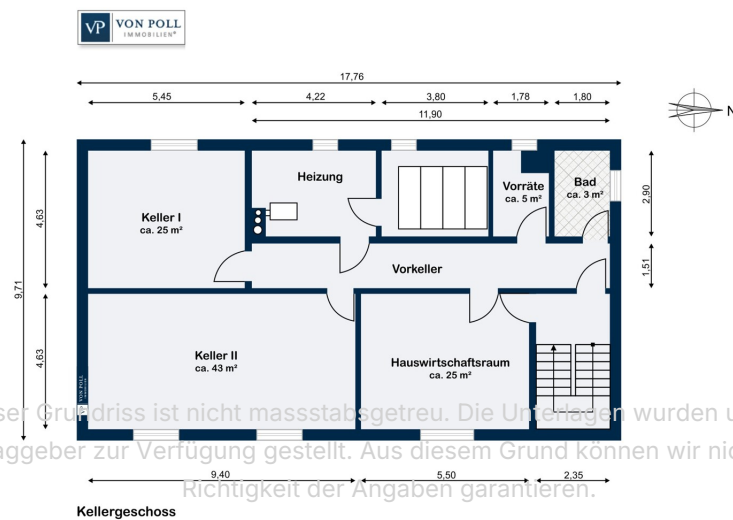 VP VON POLL
IMMOBILIEN®
17,76
5,45 4,22 3,80 1,78 1,80
11,90
N
Heizung
Vorräte
ca. 5 m²
Bad
ca. 3 m²
2,90
Keller I
ca. 25 m²
4,63
9,71
Vorkeller
1,51
Keller II
ca. 43 m²
Hauswirtschaftsraum
ca. 25 m²
4,63
VON POLL
ser Grundriss ist nicht massstabsgetreu. Die Unterlagen wurden u
aggeber zur Verfügung gestellt. Aus diesem Grund können wir nic
Richtigkeit der Angaben garantieren.
9,40 5,50 2,35
Kellergeschoss